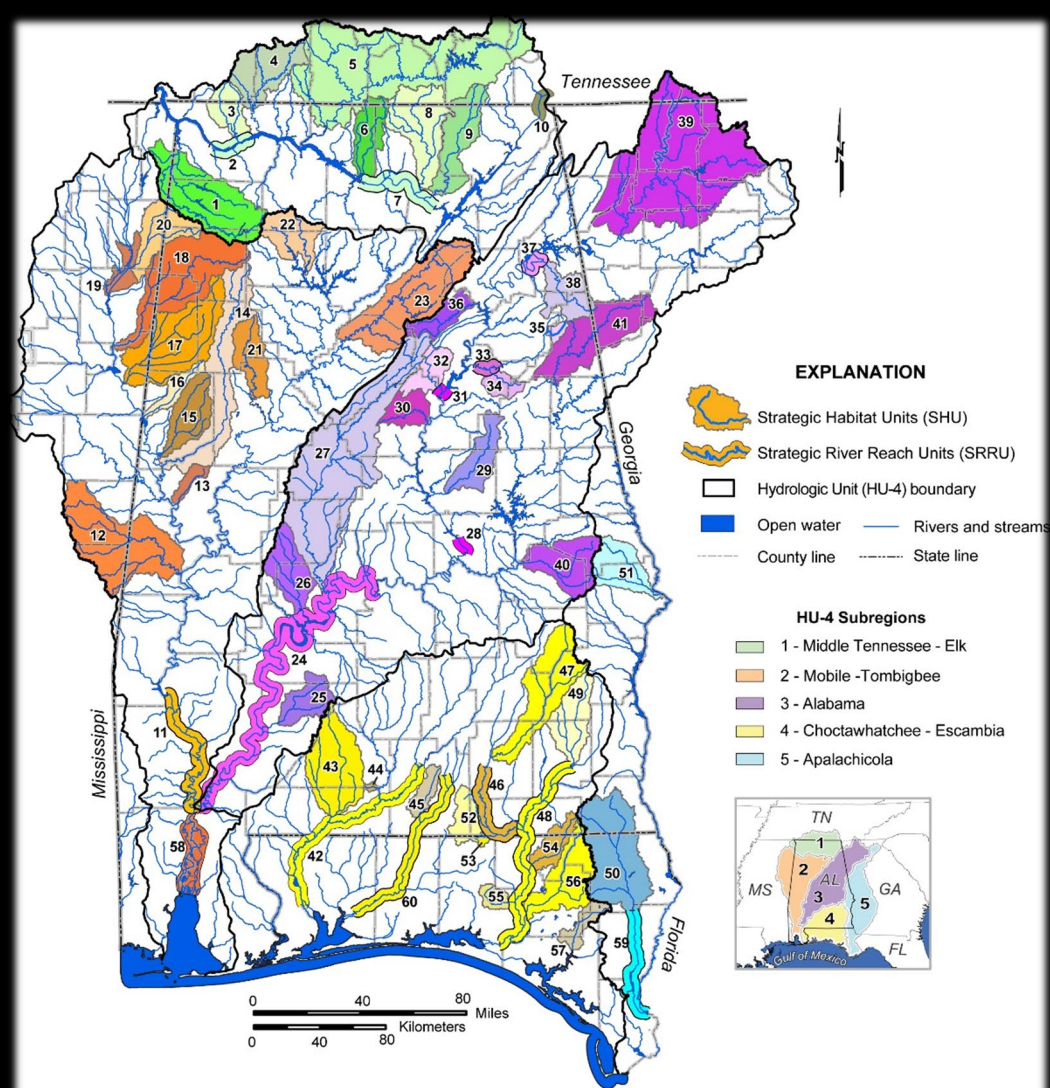 4
5
Tennessee
3
6
8
9
10
39
2
7
1
20
22
18
37
19
23
38
36
14
35
41
17
21
32
33
16
34
31
15
30
27
Georgia
29
13
12
28
40
51
26
24
47
25
49
11
43
44
46
45
52
48
58
42
53
54
56
50
55
60
57
59
Mississippi
Florida
EXPLANATION
Strategic Habitat Units (SHU)
Strategic River Reach Units (SRRU)
Hydrologic Unit (HU-4) boundary
Open water Rivers and streams
County line State line
HU-4 Subregions
1 - Middle Tennessee - Elk
2 - Mobile -Tombigbee
3 - Alabama
4 - Choctawhatchee - Escambia
5 - Apalachicola
TN
1
2
AL
MS
3
GA
5
4
FL
Gulf of Mexico
0 40 80 Miles
0 40 80 Kilometers